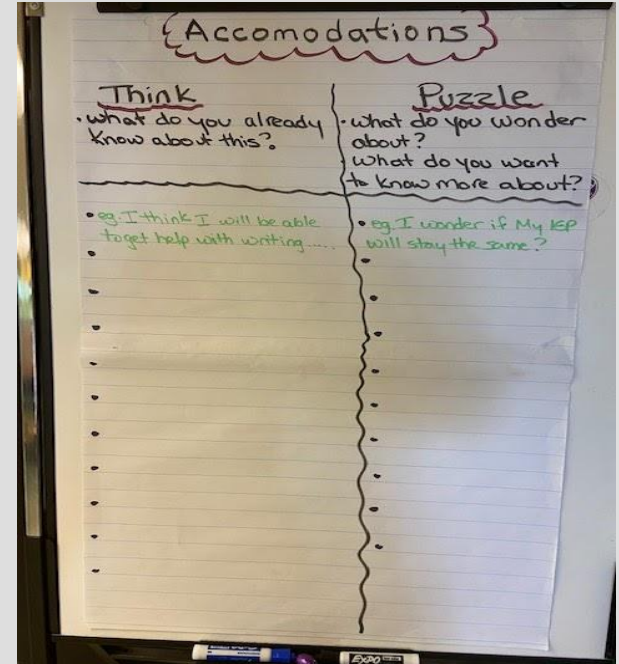 Accomodations
Think
• what do you already
know about this?
Puzzle
• what do you wonder
about?
what do you want
to know more about?
• eg. I think I will be able
to get help with writing.....
• eg. I wonder if My IEP
will stay the same?
EXPO